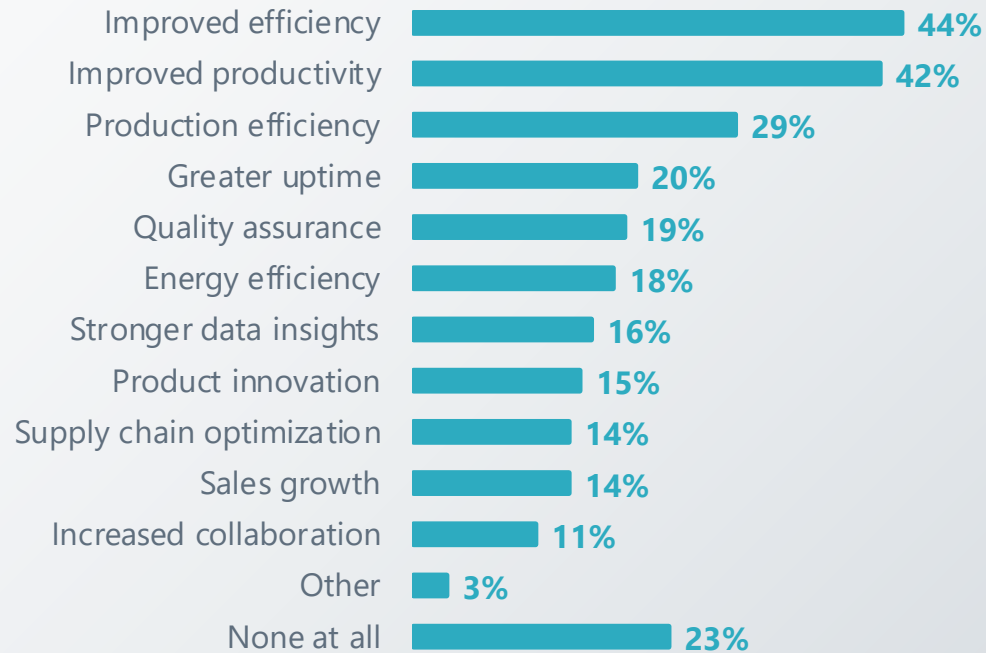 Improved efficiency 44%
Improved productivity 42%
Production efficiency 29%
Greater uptime 20%
Quality assurance 19%
Energy efficiency 18%
Stronger data insights 16%
Product innovation 15%
Supply chain optimization 14%
Sales growth 14%
Increased collaboration 11%
Other 3%
None at all 23%